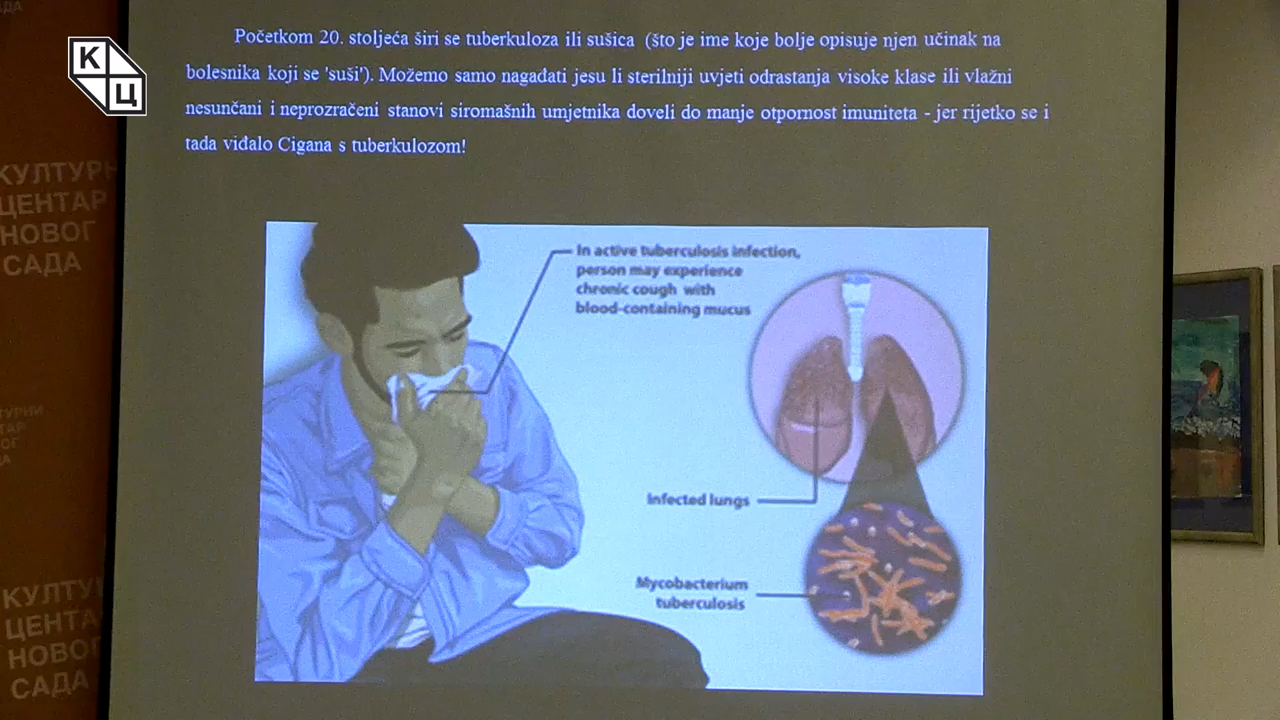 Početkom 20. stoljeća širi se tuberkuloza ili sušica (što je ime koje bolje opisuje njen učinak na
bolesnika koji se 'suši'). Možemo samo nagađati jesu li sterilniji uvjeti odrastanja visoke klase ili vlažni
nesunčani i neprozračeni stanovi siromašnih umjetnika doveli do manje otpornost imuniteta - jer rijetko se i
tada viđalo Cigana s tuberkulozom!
К
Ц
In active tuberculosis infection,
person may experience
chronic cough with
blood-containing mucus
Infected lungs
Mycobacterium
tuberculosis
КУЛТУРН
ЦЕНТАР
НОВОГ
САДА
КУЛТУ
ЦЕНТА
НОВОГ
САДА